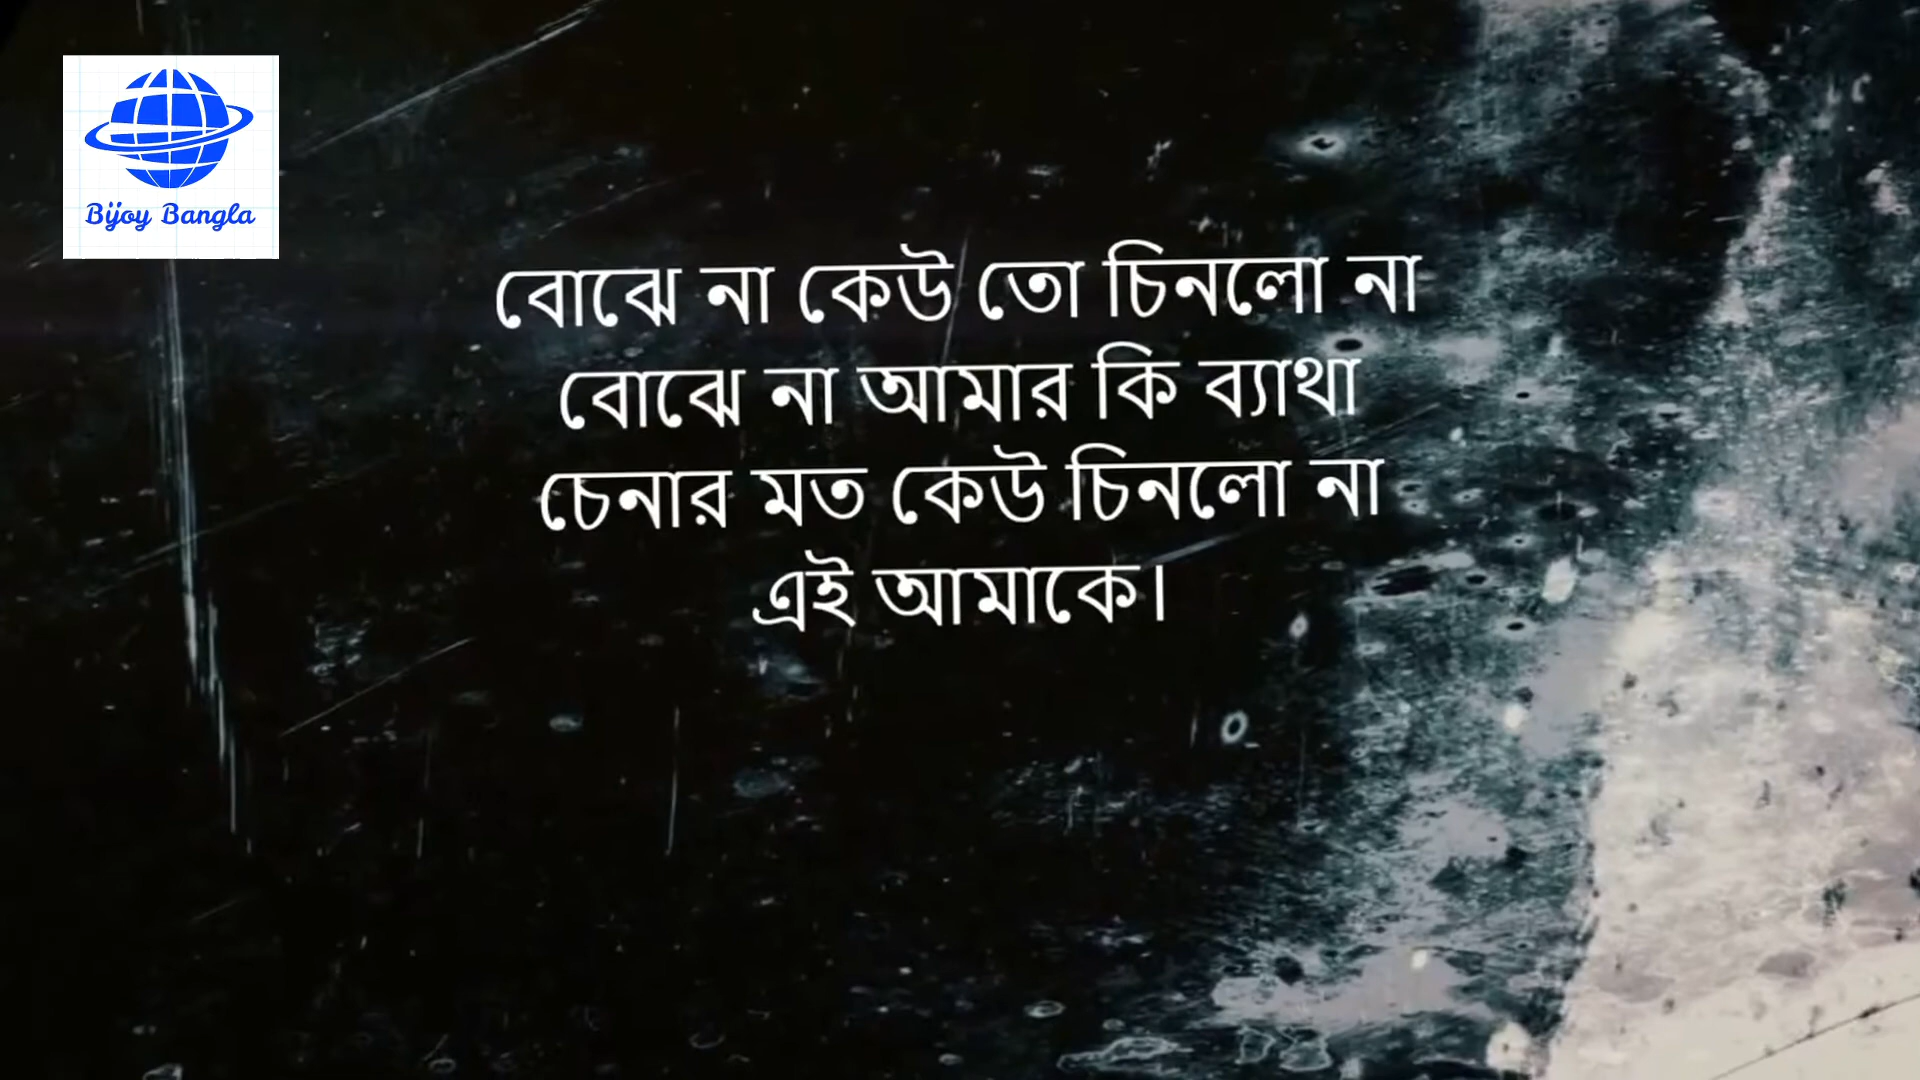 Bijoy Bangla
বোঝে না কেউ তো চিনলো না
বোঝে না আমার কি ব্যাথা
চেনার মত কেউ চিনলো না
এই আমাকে।